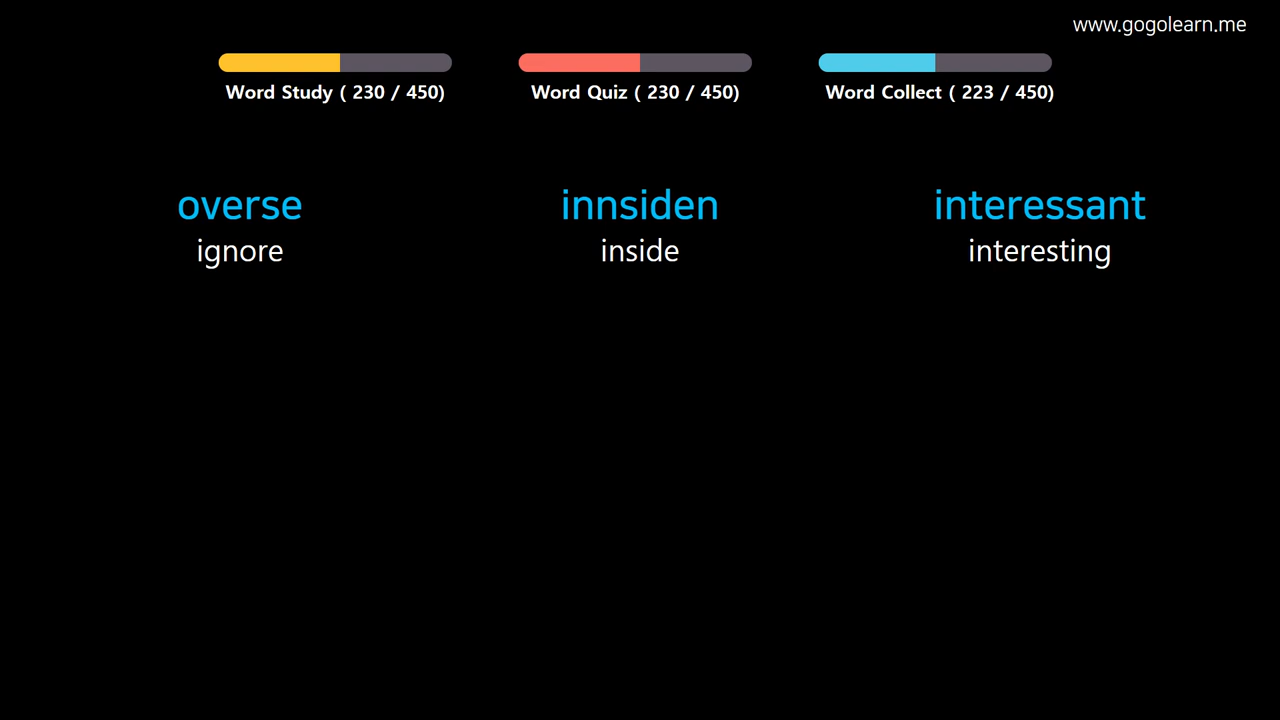 www.gogolearn.me
Word Study ( 230 / 450)
Word Quiz ( 230 / 450)
Word Collect ( 223 / 450)
overse
ignore
innsiden
inside
interessant
interesting